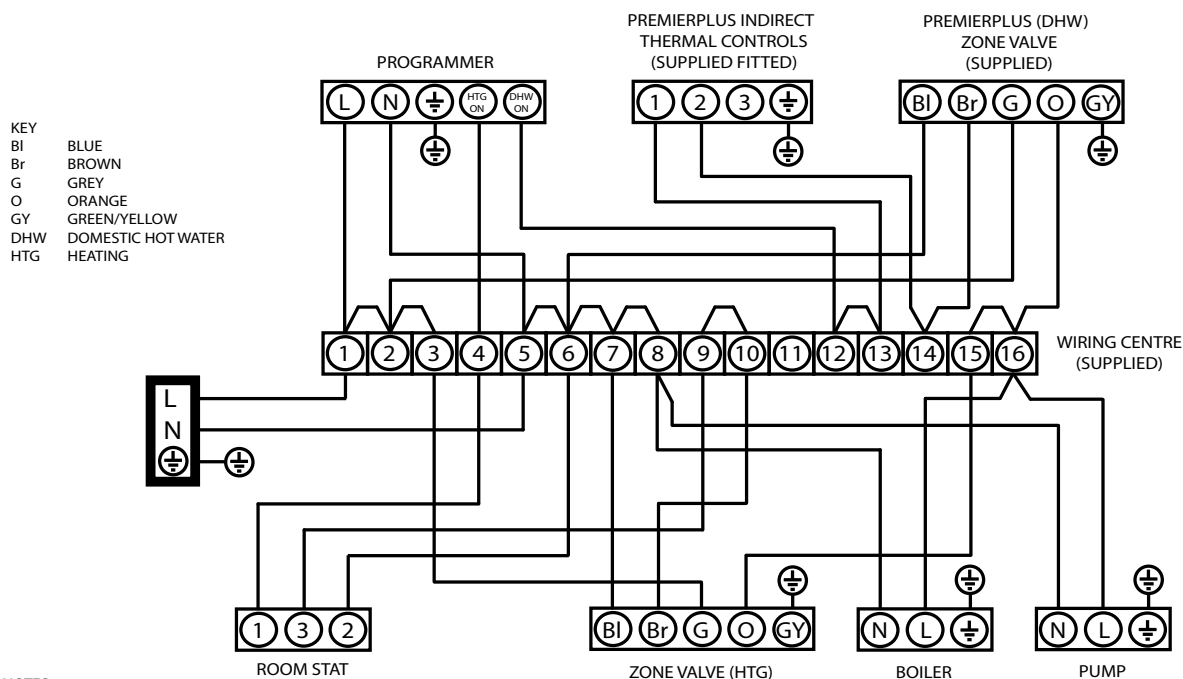 PREMIERPLUS INDIRECT
THERMAL CONTROLS
(SUPPLIED FITTED)
PREMIERPLUS (DHW)
ZONE VALVE
(SUPPLIED)
PROGRAMMER
L N HTG ON DHW ON
1 2 3
Bl Br G O GY
KEY
Bl BLUE
Br BROWN
G GREY
O ORANGE
GY GREEN/YELLOW
DHW DOMESTIC HOT WATER
HTG HEATING
1 2 3 4 5 6 7 8 9 10 11 12 13 14 15 16
WIRING CENTRE
(SUPPLIED)
L
N
1 3 2
Bl Br G O GY
N L
N L
ROOM STAT
ZONE VALVE (HTG)
BOILER
PUMP